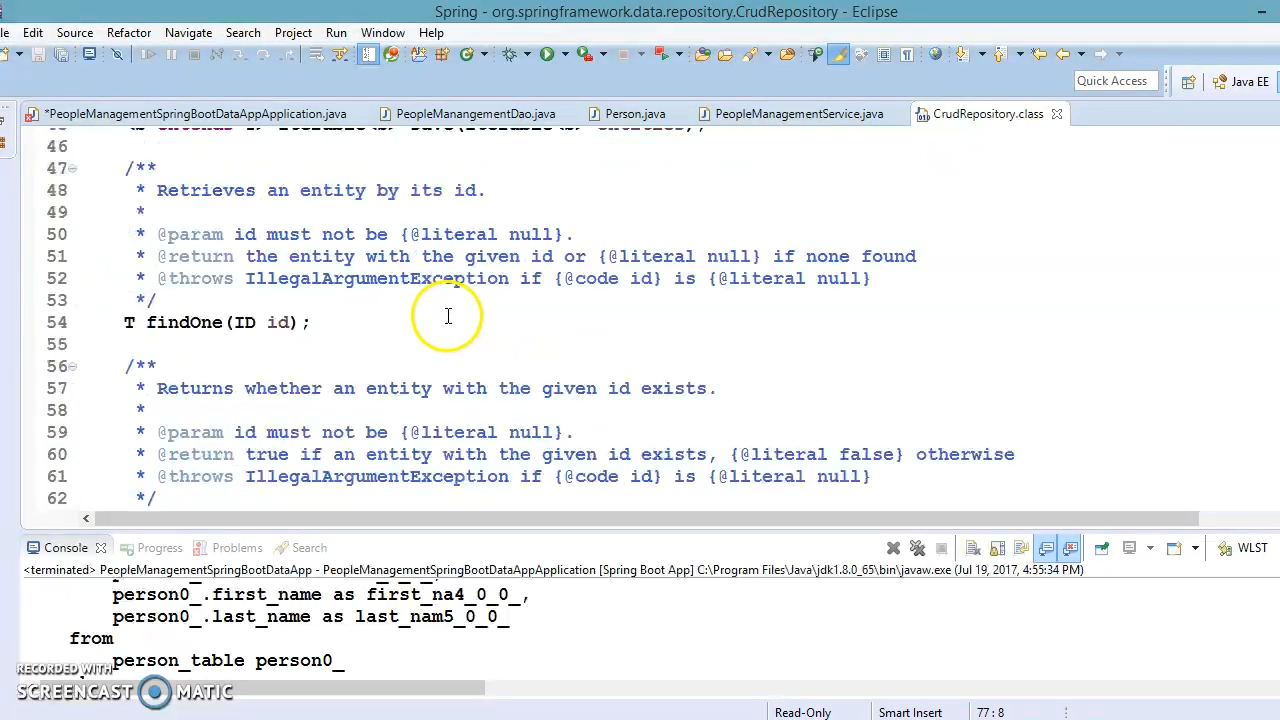 Spring - org.springframework.data.repository.CrudRepository - Eclipse
Edit Source Refactor Navigate Search Project Run Window Help
Quick Access Java EE
*PeopleManagementSpringBootDataAppApplication.java PeopleManangementDao.java Person.java PeopleManagementService.java CrudRepository.class
46
47 /**
48 * Retrieves an entity by its id.
49 *
50 * @param id must not be {@literal null}.
51 * @return the entity with the given id or {@literal null} if none found
52 * @throws IllegalArgumentException if {@code id} is {@literal null}
53 */
54 T findOne(ID id);
55
56 /**
57 * Returns whether an entity with the given id exists.
58 *
59 * @param id must not be {@literal null}.
60 * @return true if an entity with the given id exists, {@literal false} otherwise
61 * @throws IllegalArgumentException if {@code id} is {@literal null}
62 */
Console Progress Problems Search WLST
<terminated> PeopleManagementSpringBootDataApp - PeopleManagementSpringBootDataAppApplication [Spring Boot App] C:\Program Files\Java\jdk1.8.0_65\bin\javaw.exe (Jul 19, 2017, 4:55:34 PM)
person0_.first_name as first_na4_0_0_,
person0_.last_name as last_nam5_0_0_
from
person_table person0_
RECORDED WITH
SCREENCAST MATIC
Read-Only Smart Insert 77 : 8